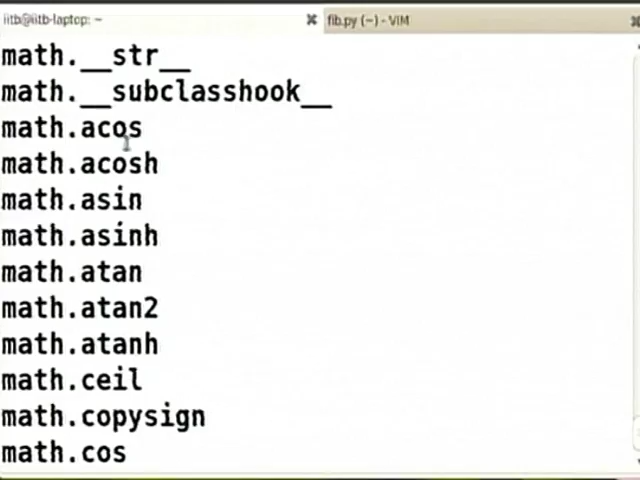 iitb@iitb-laptop: ~
fib.py (~) - VIM
math.__str__
math.__subclasshook__
math.acos
math.acosh
math.asin
math.asinh
math.atan
math.atan2
math.atanh
math.ceil
math.copysign
math.cos